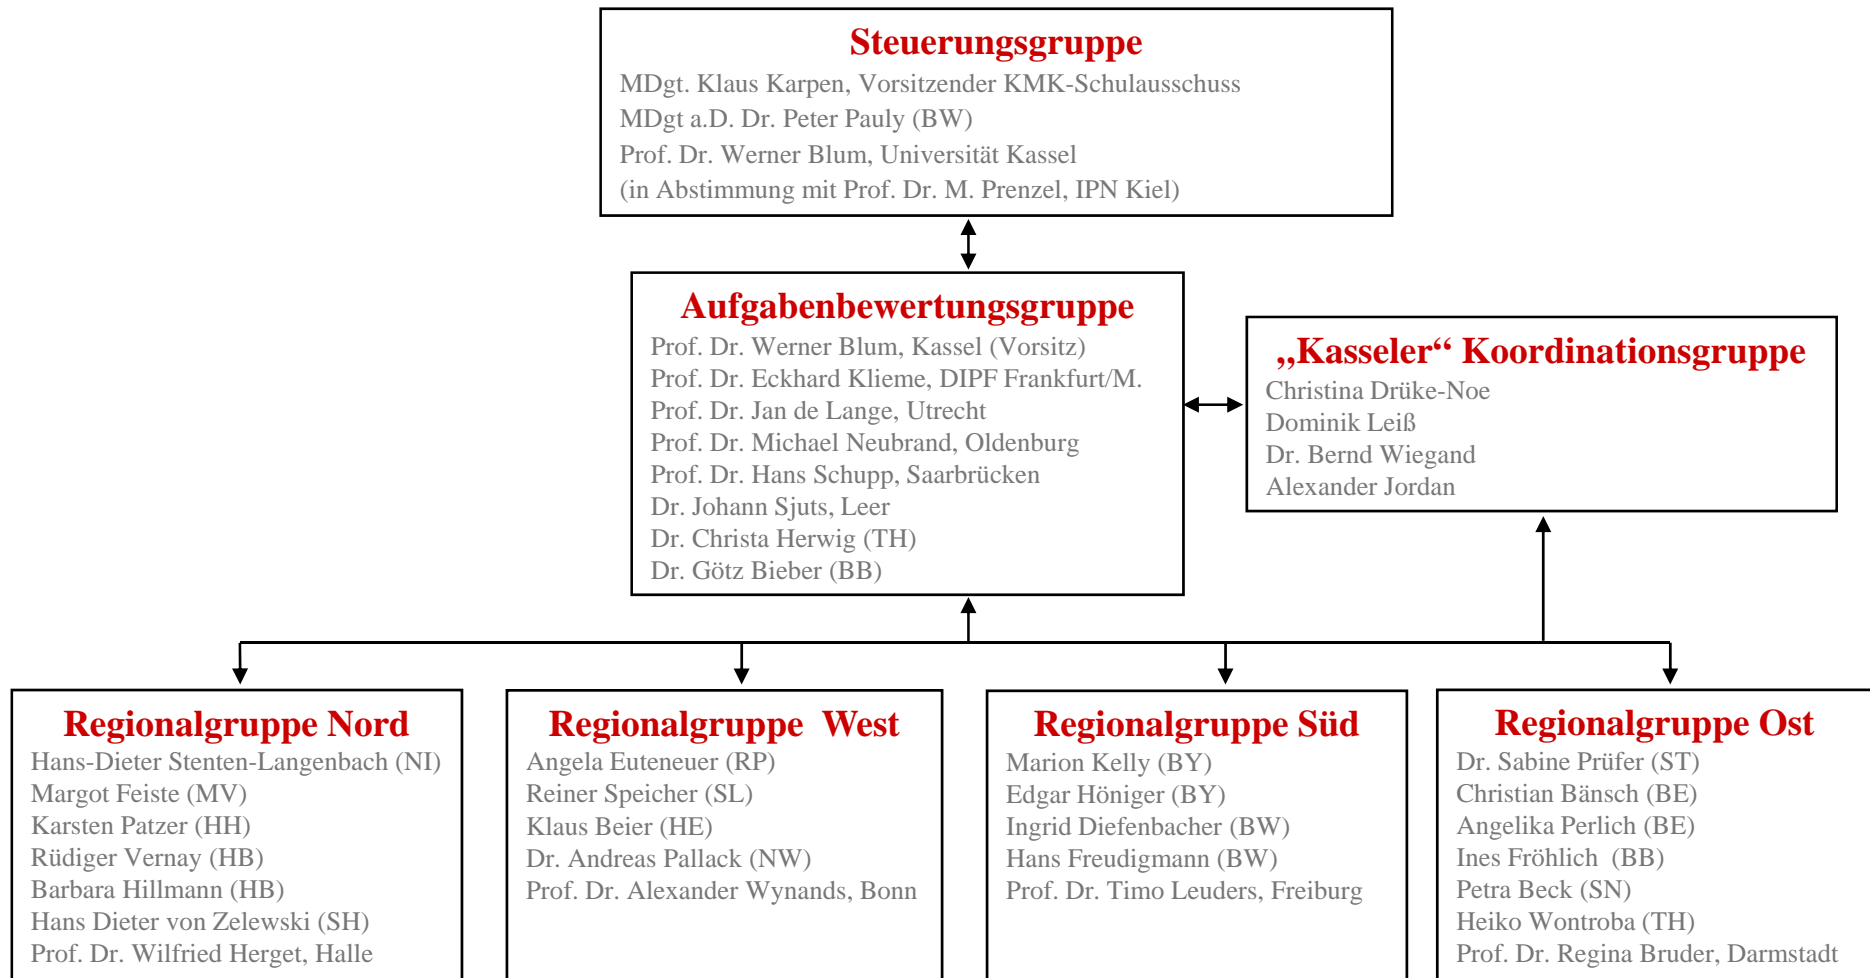 Steuerungsgruppe
MDgt. Klaus Karpen, Vorsitzender KMK-Schulausschuss
MDgt a.D. Dr. Peter Pauly (BW)
Prof. Dr. Werner Blum, Universität Kassel
(in Abstimmung mit Prof. Dr. M. Prenzel, IPN Kiel)
Aufgabenbewertungsgruppe
Prof. Dr. Werner Blum, Kassel (Vorsitz)
Prof. Dr. Eckhard Klieme, DIPF Frankfurt/M.
Prof. Dr. Jan de Lange, Utrecht
Prof. Dr. Michael Neubrand, Oldenburg
Prof. Dr. Hans Schupp, Saarbrücken
Dr. Johann Sjuts, Leer
Dr. Christa Herwig (TH)
Dr. Götz Bieber (BB)
„Kasseler“ Koordinationsgruppe
Christina Drüke-Noe
Dominik Leiß
Dr. Bernd Wiegand
Alexander Jordan
Regionalgruppe Nord
Hans-Dieter Stenten-Langenbach (NI)
Margot Feiste (MV)
Karsten Patzer (HH)
Rüdiger Vernay (HB)
Barbara Hillmann (HB)
Hans Dieter von Zelewski (SH)
Prof. Dr. Wilfried Herget, Halle
Regionalgruppe West
Angela Euteneuer (RP)
Reiner Speicher (SL)
Klaus Beier (HE)
Dr. Andreas Pallack (NW)
Prof. Dr. Alexander Wynands, Bonn
Regionalgruppe Süd
Marion Kelly (BY)
Edgar Höniger (BY)
Ingrid Diefenbacher (BW)
Hans Freudigmann (BW)
Prof. Dr. Timo Leuders, Freiburg
Regionalgruppe Ost
Dr. Sabine Prüfer (ST)
Christian Bänsch (BE)
Angelika Perlich (BE)
Ines Fröhlich (BB)
Petra Beck (SN)
Heiko Wontroba (TH)
Prof. Dr. Regina Bruder, Darmstadt